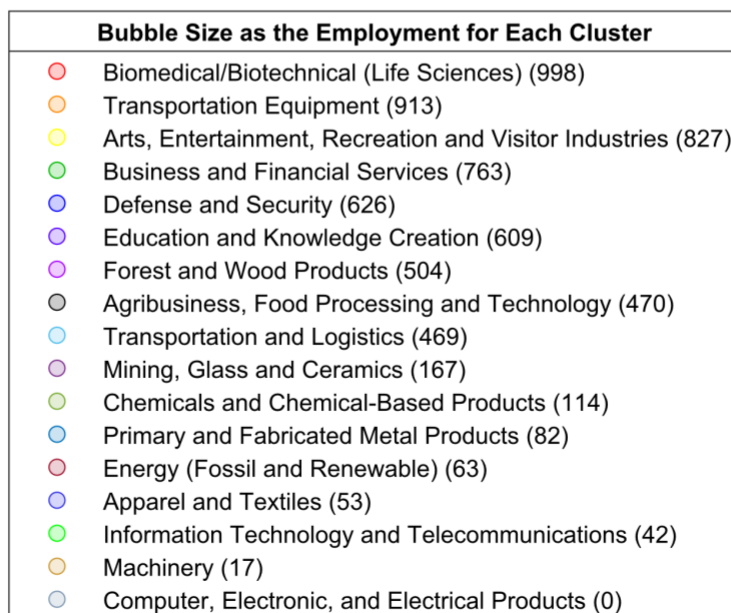 Bubble Size as the Employment for Each Cluster
Biomedical/Biotechnical (Life Sciences) (998)
Transportation Equipment (913)
Arts, Entertainment, Recreation and Visitor Industries (827)
Business and Financial Services (763)
Defense and Security (626)
Education and Knowledge Creation (609)
Forest and Wood Products (504)
Agribusiness, Food Processing and Technology (470)
Transportation and Logistics (469)
Mining, Glass and Ceramics (167)
Chemicals and Chemical-Based Products (114)
Primary and Fabricated Metal Products (82)
Energy (Fossil and Renewable) (63)
Apparel and Textiles (53)
Information Technology and Telecommunications (42)
Machinery (17)
Computer, Electronic, and Electrical Products (0)